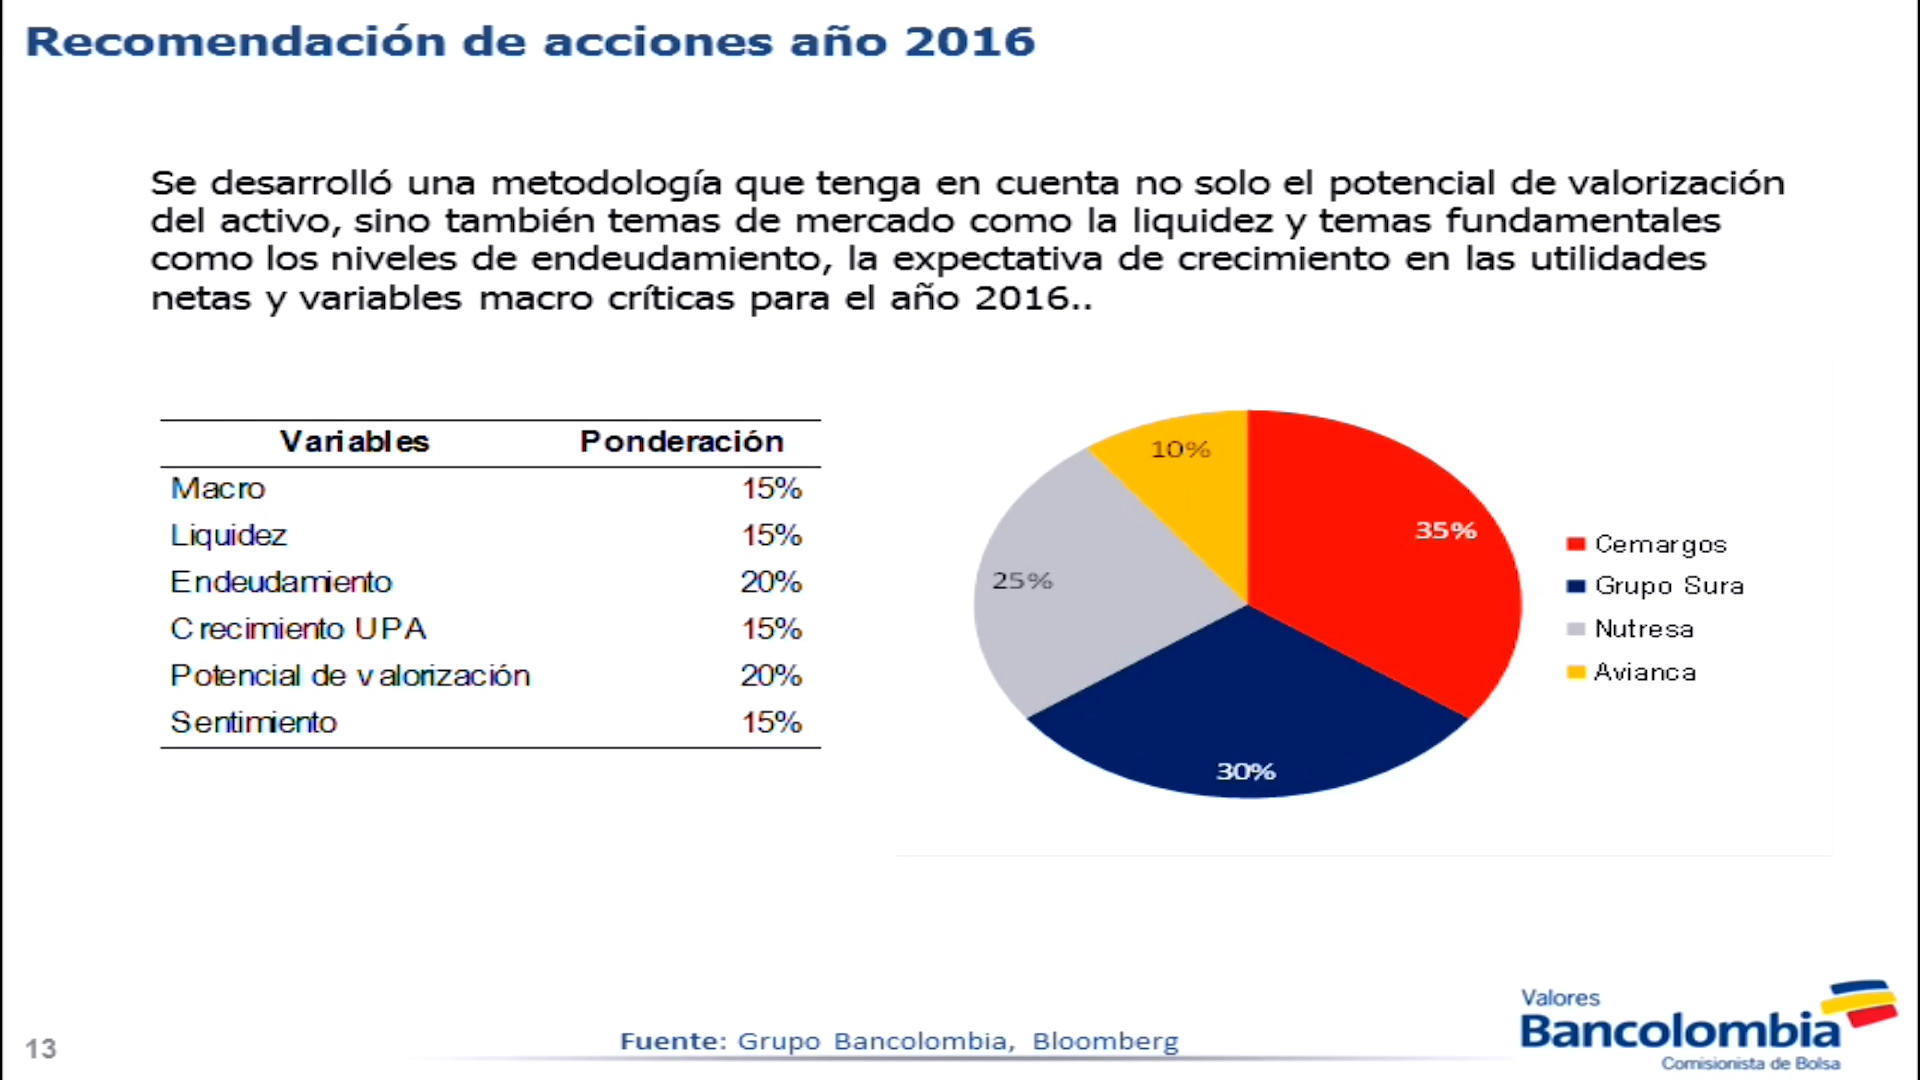 Recomendación de acciones año 2016
Se desarrolló una metodología que tenga en cuenta no solo el potencial de valorización
del activo, sino también temas de mercado como la liquidez y temas fundamentales
como los niveles de endeudamiento, la expectativa de crecimiento en las utilidades
netas y variables macro críticas para el año 2016..
Variables Ponderación
Macro 15%
Liquidez 15%
Endeudamiento 20%
Crecimiento UPA 15%
Potencial de valorización 20%
Sentimiento 15%
10%
35%
25%
30%
Cemargos
Grupo Sura
Nutresa
Avianca
13
Fuente: Grupo Bancolombia, Bloomberg
Valores
Bancolombia
Comisionista de Bolsa